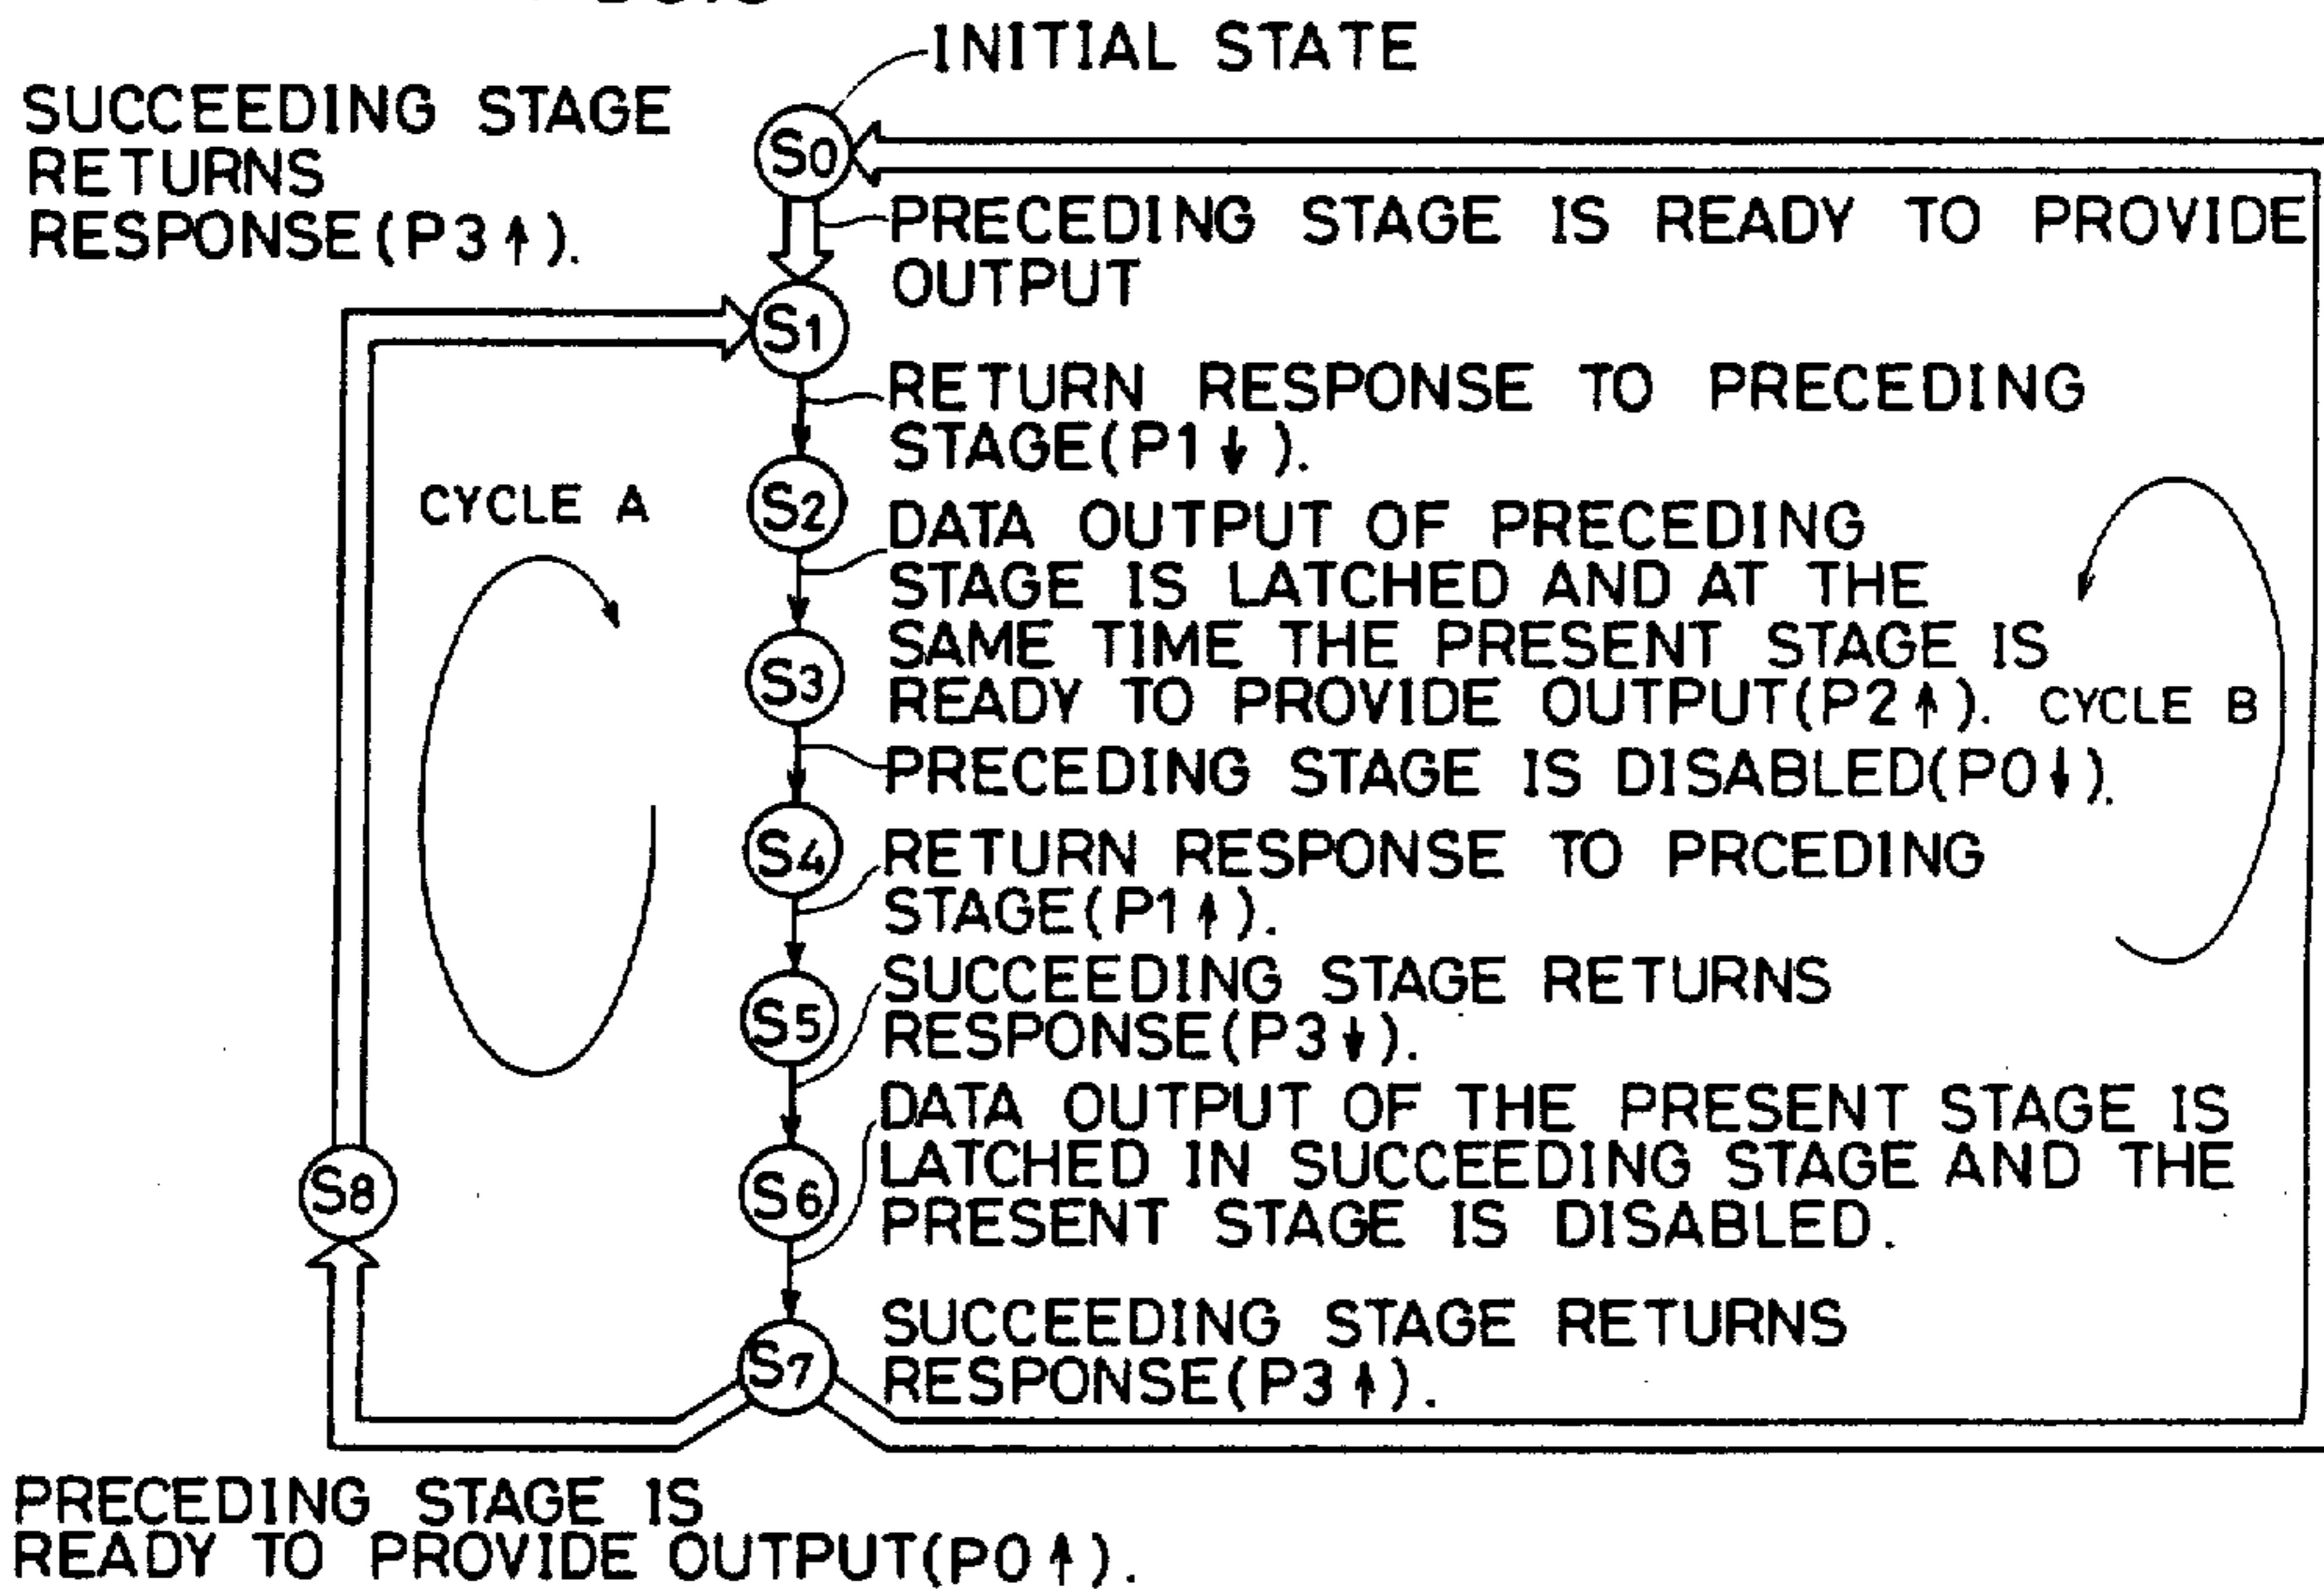 INITIAL STATE
SUCCEEDING STAGE
RETURNS
RESPONSE(P3↑).
S0
PRECEDING STAGE IS READY TO PROVIDE
OUTPUT
S1
RETURN RESPONSE TO PRECEDING
STAGE(P1↓).
CYCLE A
S2
DATA OUTPUT OF PRECEDING
STAGE IS LATCHED AND AT THE
SAME TIME THE PRESENT STAGE IS
READY TO PROVIDE OUTPUT(P2↑).
CYCLE B
S3
PRECEDING STAGE IS DISABLED(P0↓).
S4
RETURN RESPONSE TO PRCEDING
STAGE(P1↑).
S5
SUCCEEDING STAGE RETURNS
RESPONSE(P3↓).
S6
DATA OUTPUT OF THE PRESENT STAGE IS
LATCHED IN SUCCEEDING STAGE AND THE
PRESENT STAGE IS DISABLED.
S8
S7
SUCCEEDING STAGE RETURNS
RESPONSE(P3↑).
PRECEDING STAGE IS
READY TO PROVIDE OUTPUT(P0↑).